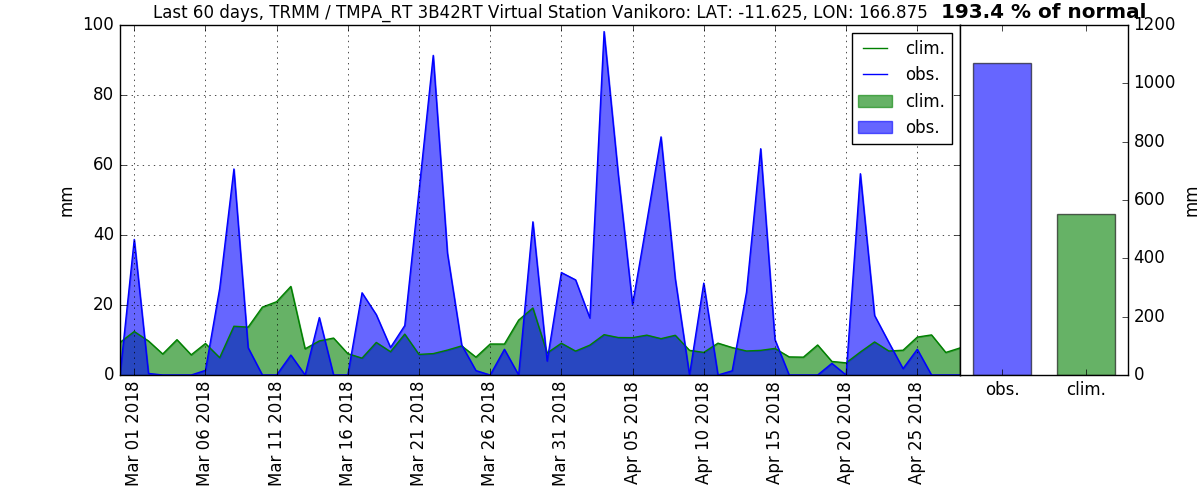 Last 60 days, TRMM / TMPA_RT 3B42RT Virtual Station Vanikoro: LAT: -11.625, LON: 166.875 193.4 % of normal
100
80
60
40
20
0
mm
clim.
obs.
clim.
obs.
1200
1000
800
600
400
200
0
mm
obs. clim.
Mar 01 2018
Mar 06 2018
Mar 11 2018
Mar 16 2018
Mar 21 2018
Mar 26 2018
Mar 31 2018
Apr 05 2018
Apr 10 2018
Apr 15 2018
Apr 20 2018
Apr 25 2018